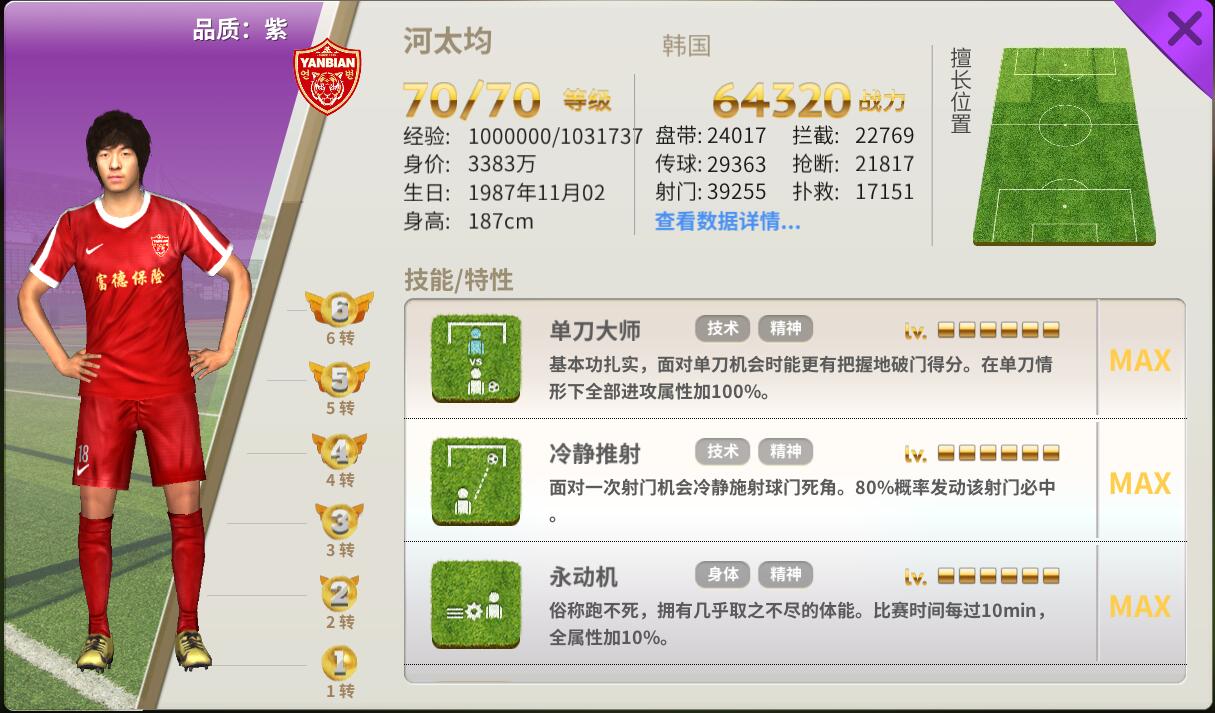 品质：紫
YANBIAN
연 변
YANBIAN
富德保险
18
6
6 转
5
5 转
4
4 转
3
3 转
2
2 转
1
1 转
河太均
韩国
70/70 等级
64320 战力
经验: 1000000/1031737
身价: 3383万
生日: 1987年11月02
身高: 187cm
盘带: 24017 拦截: 22769
传球: 29363 抢断: 21817
射门: 39255 扑救: 17151
查看数据详情...
擅长位置
技能/特性
VS
单刀大师 技术 精神 lv.
基本功扎实，面对单刀机会时能更有把握地破门得分。在单刀情
形下全部进攻属性加100%。
MAX
冷静推射 技术 精神 lv.
面对一次射门机会冷静施射球门死角。80%概率发动该射门必中
。
MAX
永动机 身体 精神 lv.
俗称跑不死，拥有几乎取之不尽的体能。比赛时间每过10min，
全属性加10%。
MAX